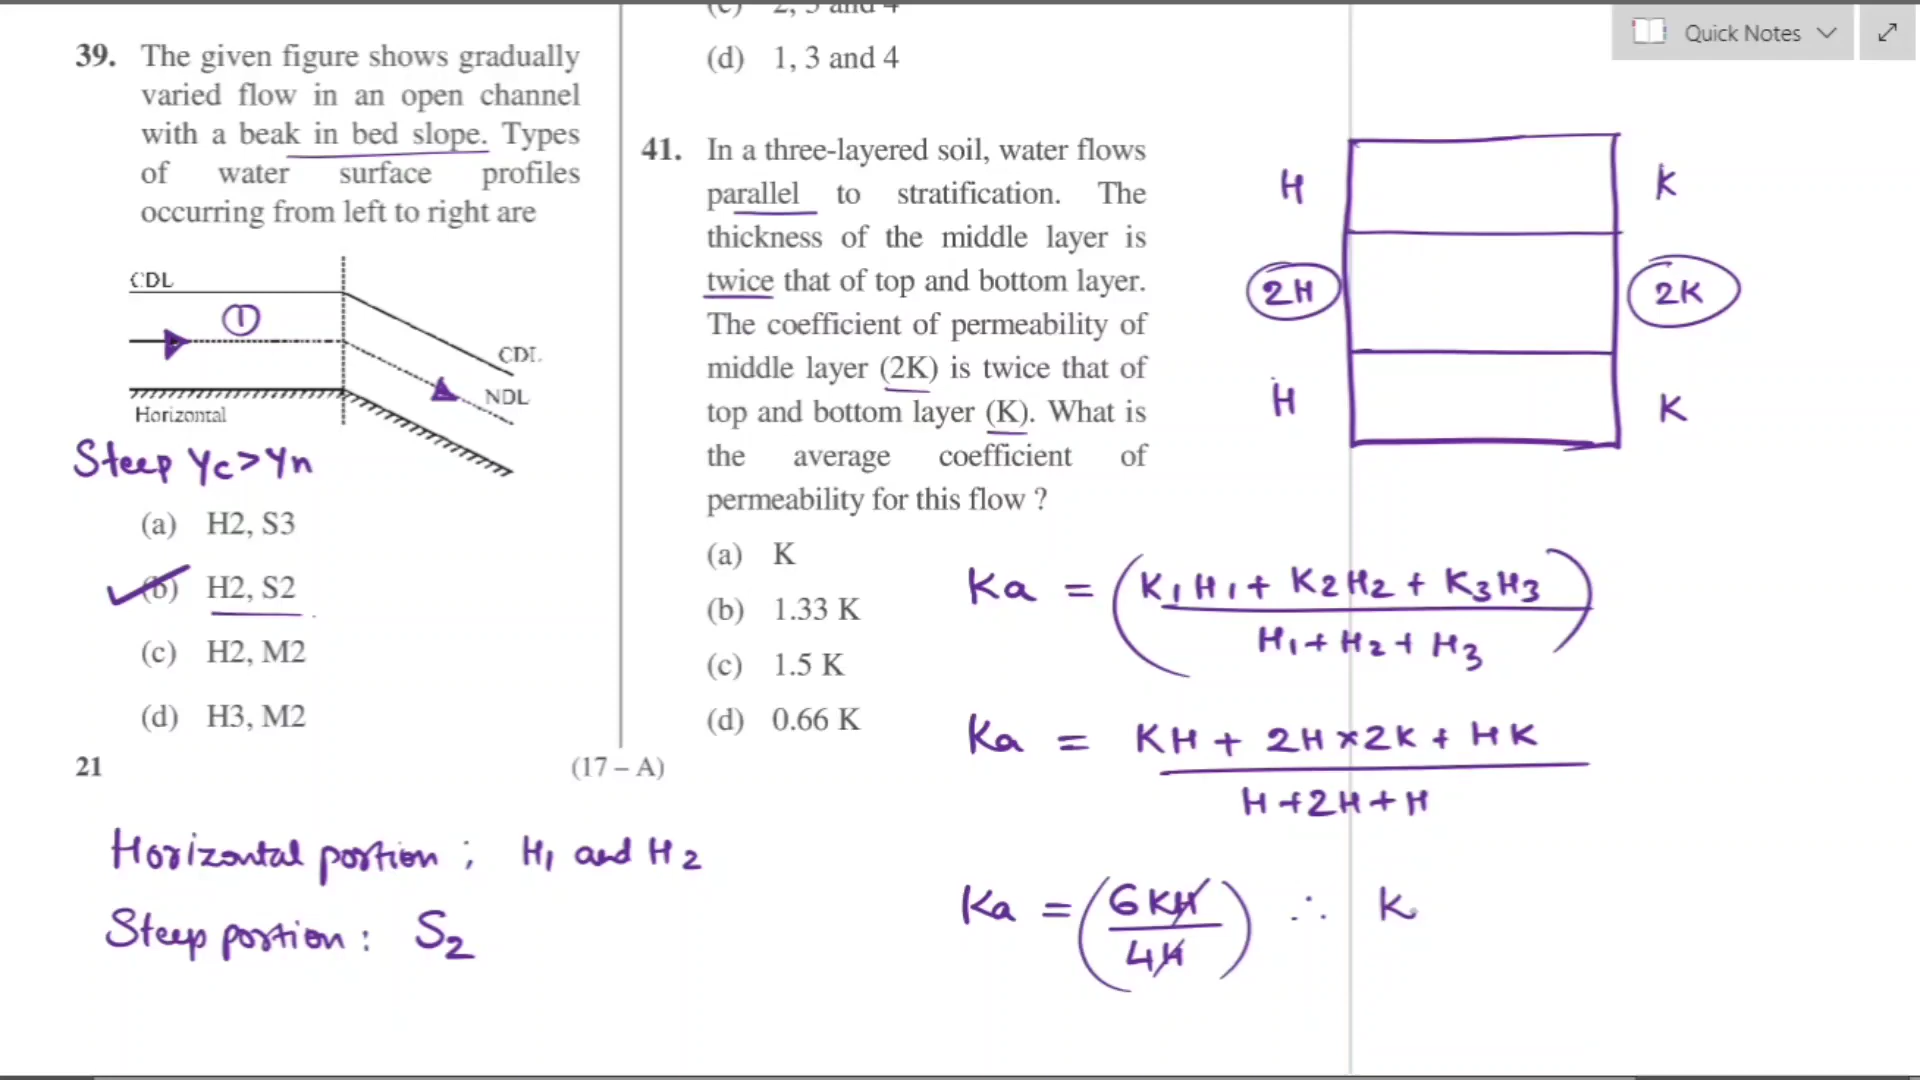 (c) 2, 3 and 4
(d) 1, 3 and 4
Quick Notes
39. The given figure shows gradually
varied flow in an open channel
with a beak in bed slope. Types
of water surface profiles
occurring from left to right are
CDL
1
CDL
NDL
Horizontal
Steep Yc>Yn
(a) H2, S3
(b) H2, S2
(c) H2, M2
(d) H3, M2
21
(17 – A)
Horizontal portion ; H1 and H2
Steep portion : S2
41. In a three-layered soil, water flows
parallel to stratification. The
thickness of the middle layer is
twice that of top and bottom layer.
The coefficient of permeability of
middle layer (2K) is twice that of
top and bottom layer (K). What is
the average coefficient of
permeability for this flow ?
(a) K
(b) 1.33 K
(c) 1.5 K
(d) 0.66 K
H K
2H 2K
H K
Ka = (K1H1 + K2H2 + K3H3)
H1 + H2 + H3
Ka = KH + 2H×2K + HK
H+2H+H
Ka = (6KH) ∴ K
4H